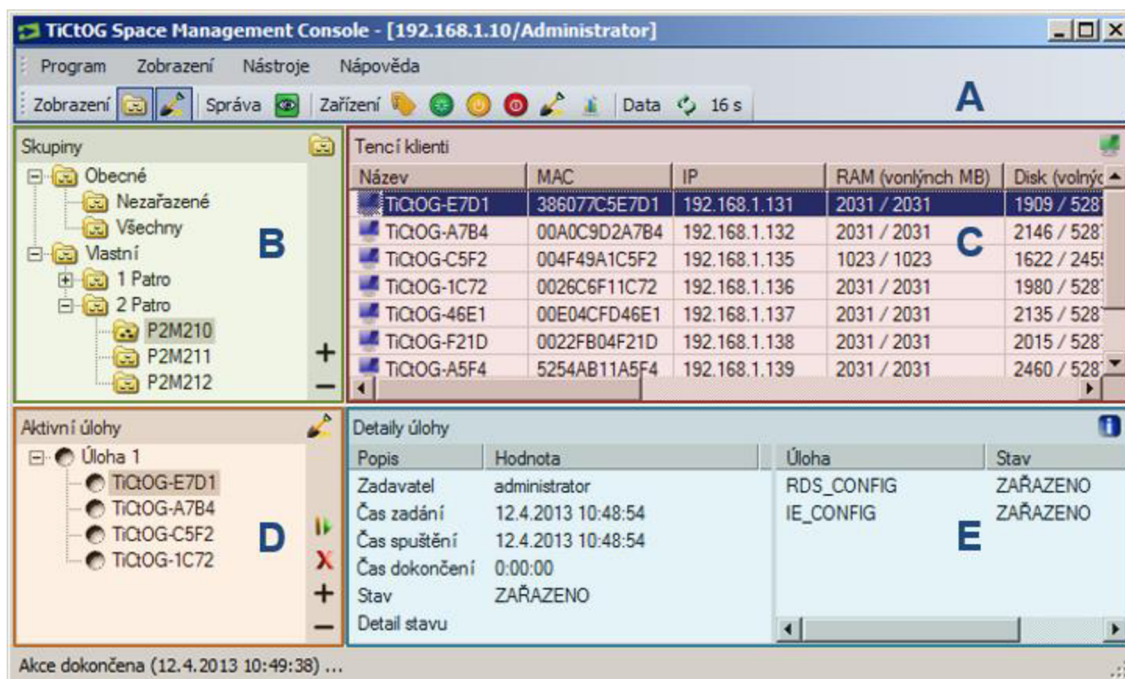 TiCtOG Space Management Console - [192.168.1.10/Administrator]
Program Zobrazení Nástroje Nápověda
Zobrazení Správa Zařízení Data 16 s
A
Skupiny
Obecné
Nezařazené
Všechny
Vlastní
1 Patro
2 Patro
P2M210
P2M211
P2M212
B
Tencí klienti
Název MAC IP RAM (vonlýnch MB) Disk (volnýc
TiCtOG-E7D1 386077C5E7D1 192.168.1.131 2031 / 2031 1909 / 528
TiCtOG-A7B4 00A0C9D2A7B4 192.168.1.132 2031 / 2031 2146 / 528
TiCtOG-C5F2 004F49A1C5F2 192.168.1.135 1023 / 1023 1622 / 245
TiCtOG-1C72 0026C6F11C72 192.168.1.136 2031 / 2031 1980 / 528
TiCtOG-46E1 00E04CFD46E1 192.168.1.137 2031 / 2031 2135 / 528
TiCtOG-F21D 0022FB04F21D 192.168.1.138 2031 / 2031 2015 / 528
TiCtOG-A5F4 5254AB11A5F4 192.168.1.139 2031 / 2031 2460 / 528
C
Aktivní úlohy
Úloha 1
TiCtOG-E7D1
TiCtOG-A7B4
TiCtOG-C5F2
TiCtOG-1C72
D
Detaily úlohy
Popis Hodnota
Zadavatel administrator
Čas zadání 12.4.2013 10:48:54
Čas spuštění 12.4.2013 10:48:54
Čas dokončení 0:00:00
Stav ZAŘAZENO
Detail stavu
Úloha Stav
RDS_CONFIG ZAŘAZENO
IE_CONFIG ZAŘAZENO
E
Akce dokončena (12.4.2013 10:49:38) ...